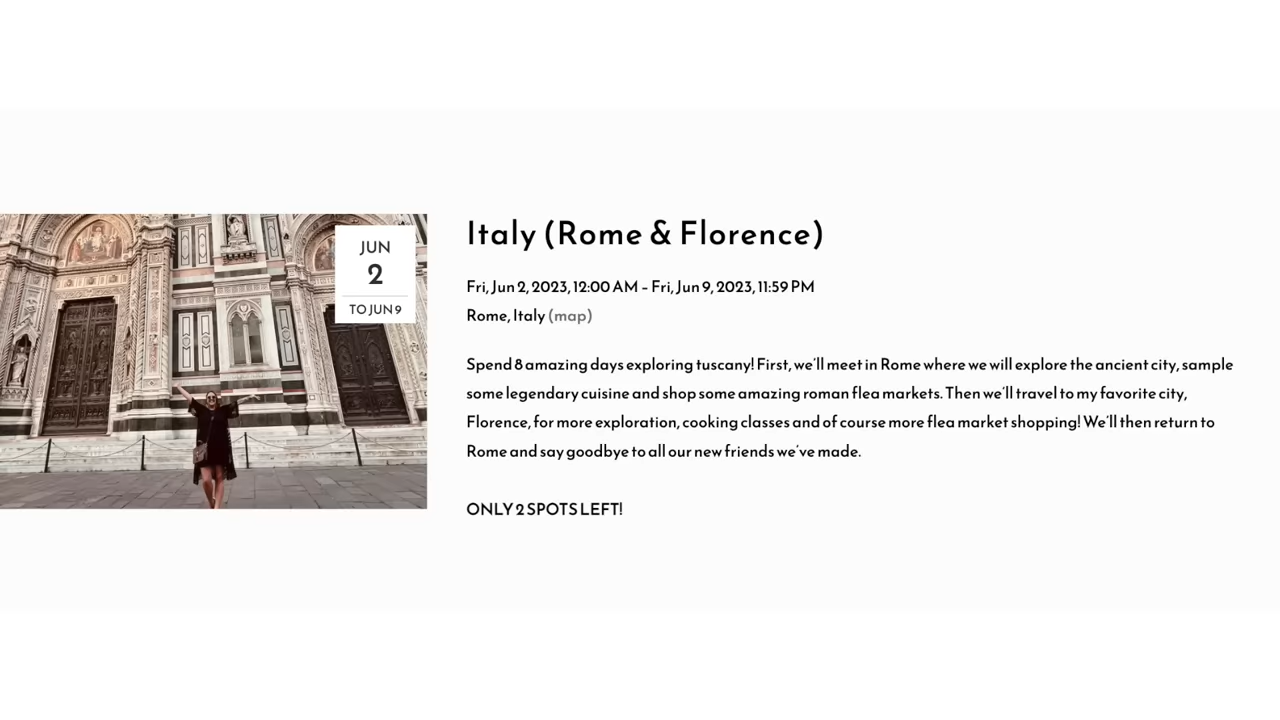 JUN
2
TO JUN 9
Italy (Rome & Florence)
Fri, Jun 2, 2023, 12:00 AM – Fri, Jun 9, 2023, 11:59 PM
Rome, Italy (map)
Spend 8 amazing days exploring tuscany! First, we'll meet in Rome where we will explore the ancient city, sample
some legendary cuisine and shop some amazing roman flea markets. Then we'll travel to my favorite city,
Florence, for more exploration, cooking classes and of course more flea market shopping! We'll then return to
Rome and say goodbye to all our new friends we've made.
ONLY 2 SPOTS LEFT!